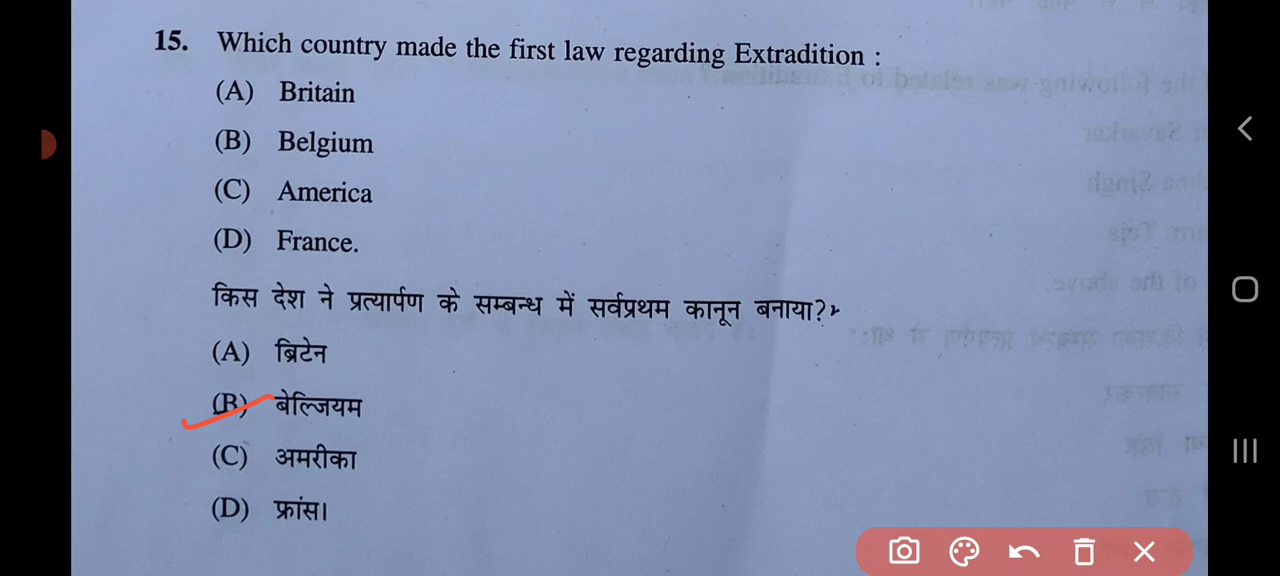 15. Which country made the first law regarding Extradition :
(A) Britain
(B) Belgium
(C) America
(D) France.
किस देश ने प्रत्यार्पण के सम्बन्ध में सर्वप्रथम कानून बनाया?
(A) ब्रिटेन
(B) बेल्जियम
(C) अमरीका
(D) फ्रांस।